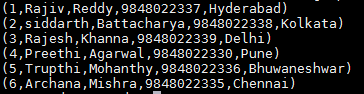 (1,Rajiv,Reddy,9848022337,Hyderabad)
(2,siddarth,Battacharya,9848022338,Kolkata)
(3,Rajesh,Khanna,9848022339,Delhi)
(4,Preethi,Agarwal,9848022330,Pune)
(5,Trupthi,Mohanthy,9848022336,Bhuwaneshwar)
(6,Archana,Mishra,9848022335,Chennai)